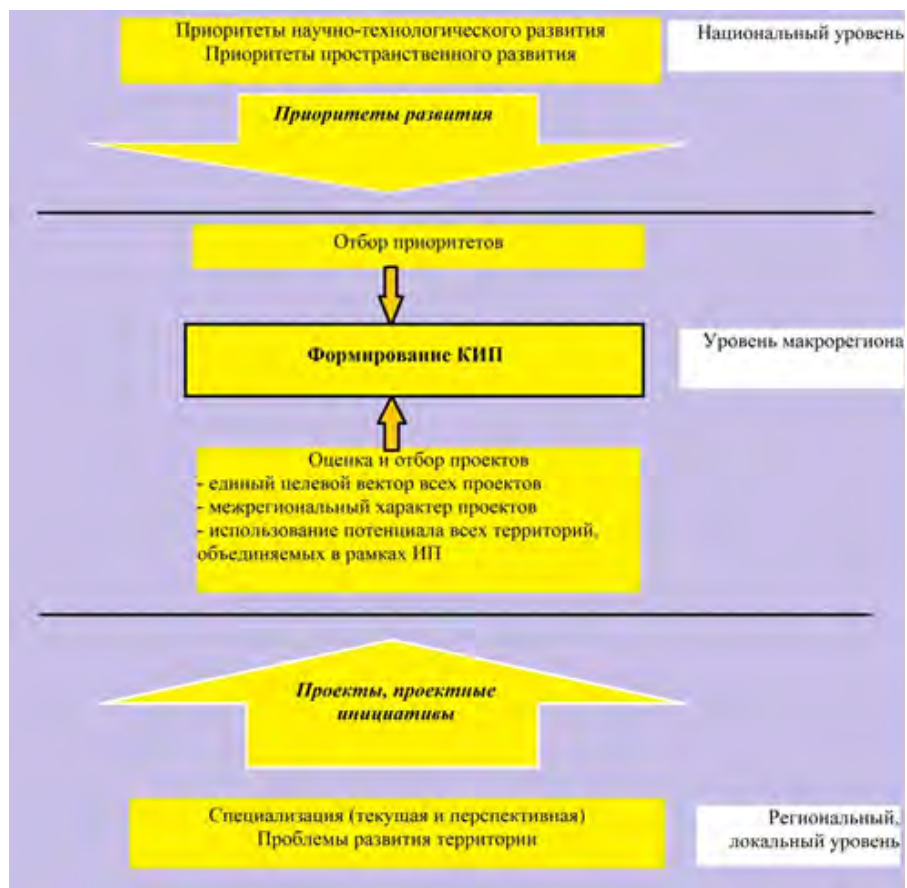 Приоритеты научно-технологического развития
Приоритеты пространственного развития
Национальный уровень
Приоритеты развития
Отбор приоритетов
Формирование КИП
Уровень макрорегиона
Оценка и отбор проектов
- единый целевой вектор всех проектов
- межрегиональный характер проектов
- использование потенциала всех территорий,
объединяемых в рамках ИП
Проекты, проектные
инициативы
Специализация (текущая и перспективная)
Проблемы развития территории
Региональный,
локальный уровень